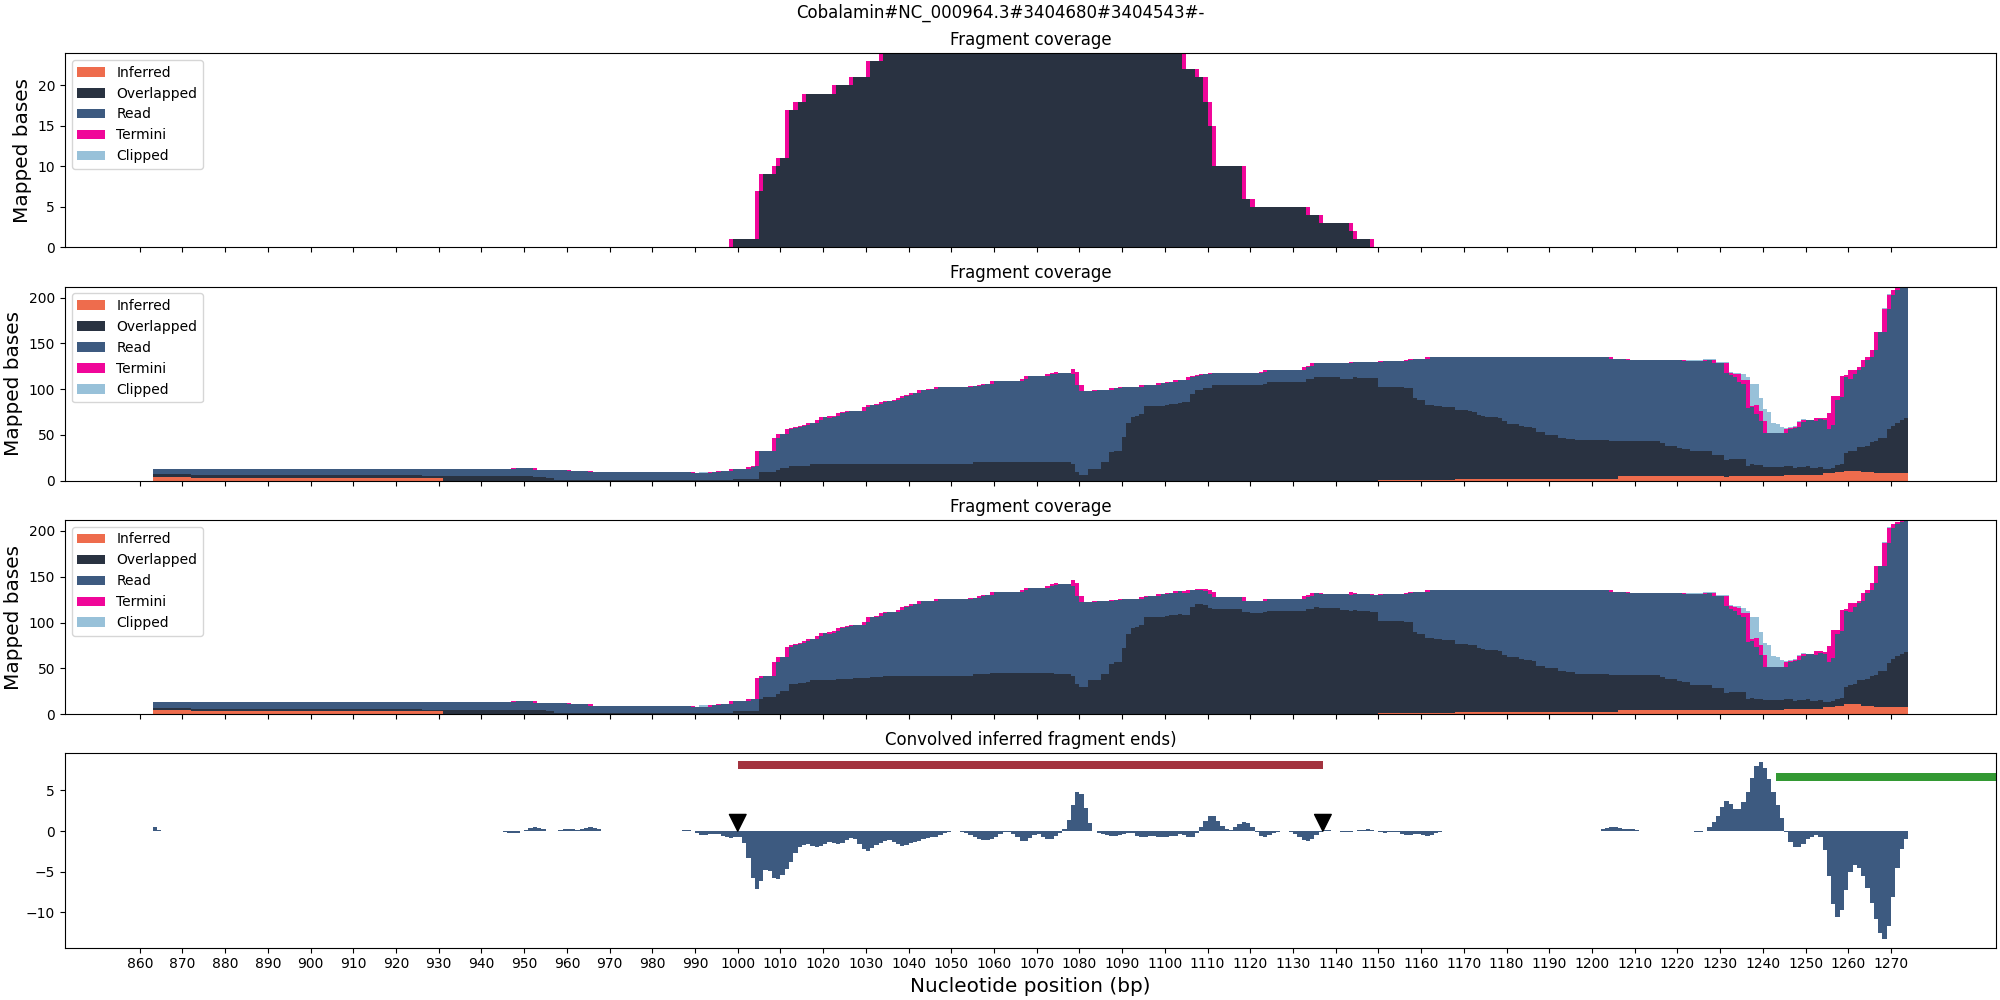 Cobalamin#NC_000964.3#3404680#3404543#-
Fragment coverage
Mapped bases
20
15
10
5
0
Inferred
Overlapped
Read
Termini
Clipped
Fragment coverage
Mapped bases
200
150
100
50
0
Inferred
Overlapped
Read
Termini
Clipped
Fragment coverage
Mapped bases
200
150
100
50
0
Inferred
Overlapped
Read
Termini
Clipped
Convolved inferred fragment ends)
5
0
−5
−10
860 870 880 890 900 910 920 930 940 950 960 970 980 990 1000 1010 1020 1030 1040 1050 1060 1070 1080 1090 1100 1110 1120 1130 1140 1150 1160 1170 1180 1190 1200 1210 1220 1230 1240 1250 1260 1270
Nucleotide position (bp)